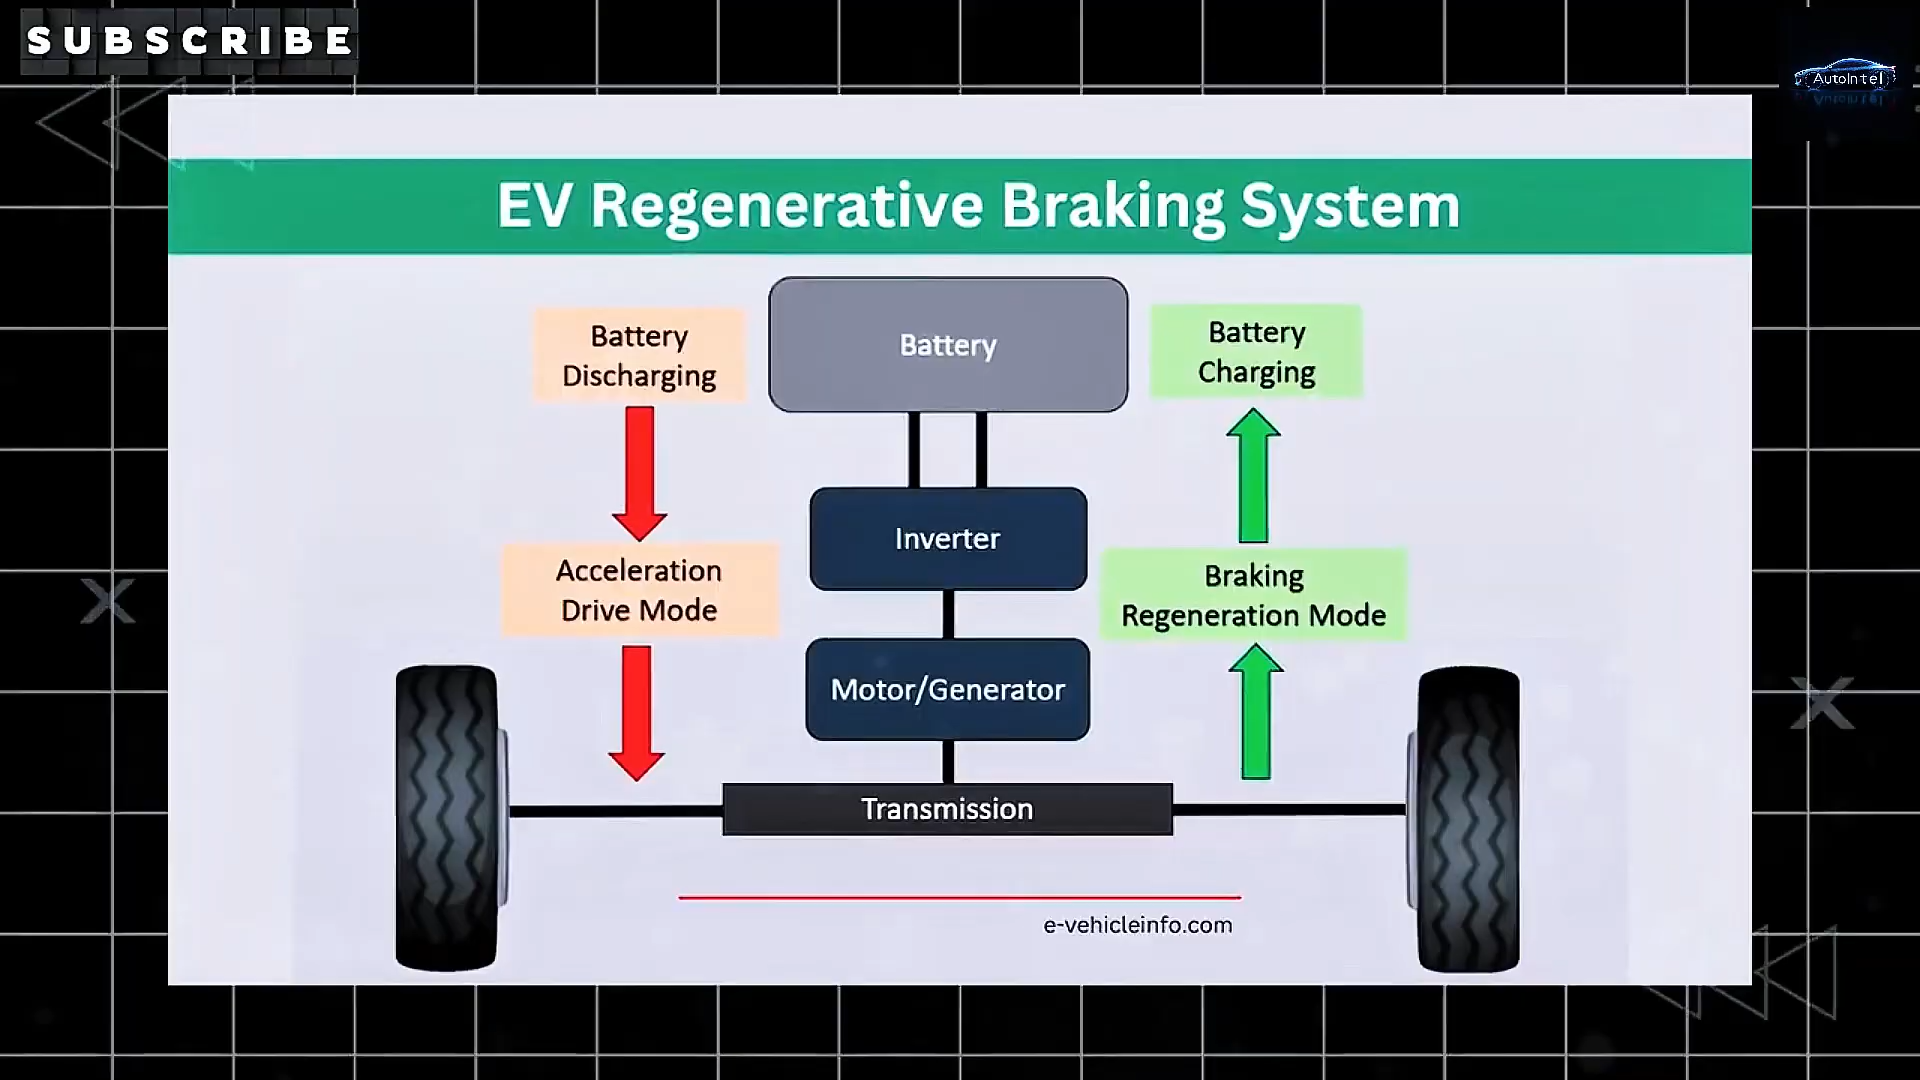 SUBSCRIBE
AutoIntel
EV Regenerative Braking System
Battery
Discharging
Battery
Battery
Charging
Inverter
Acceleration
Drive Mode
Braking
Regeneration Mode
Motor/Generator
Transmission
e-vehicleinfo.com